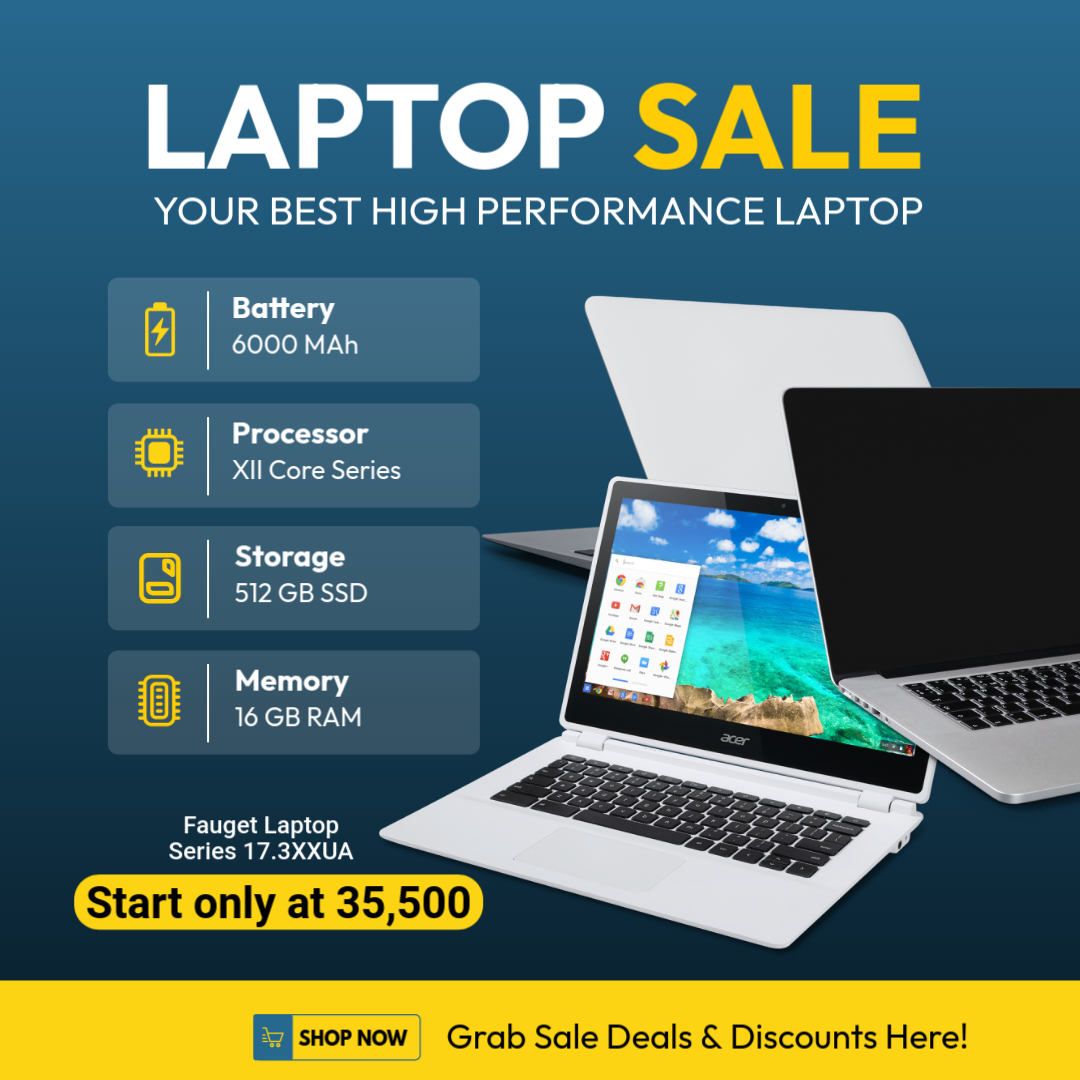 LAPTOP SALE
YOUR BEST HIGH PERFORMANCE LAPTOP
Battery
6000 MAh
Processor
XII Core Series
Storage
512 GB SSD
Memory
16 GB RAM
acer
Fauget Laptop
Series 17.3XXUA
Start only at 35,500
SHOP NOW
Grab Sale Deals & Discounts Here!